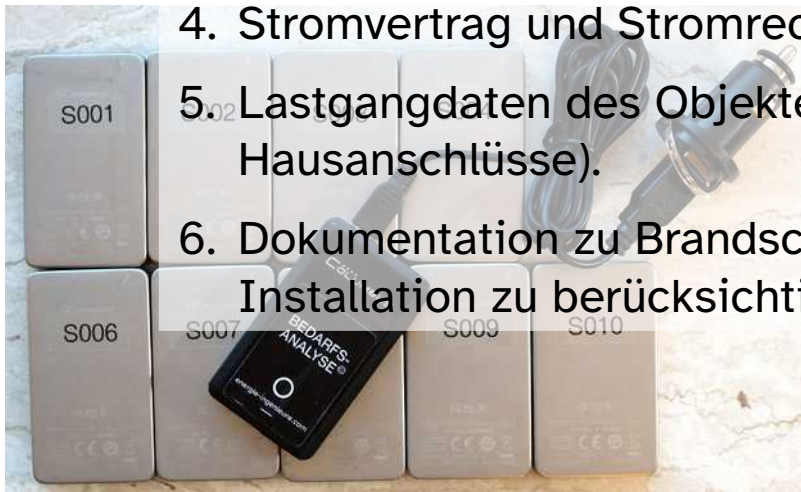 4. Stromvertrag und Stromrec
S001
5. Lastgangdaten des Objekte
Hausanschlüsse).
6. Dokumentation zu Brandsc
Installation zu berücksichti
S006
S007
S009
S010
BEDARFS-
ANALYSE©
energie-ingenieure.com